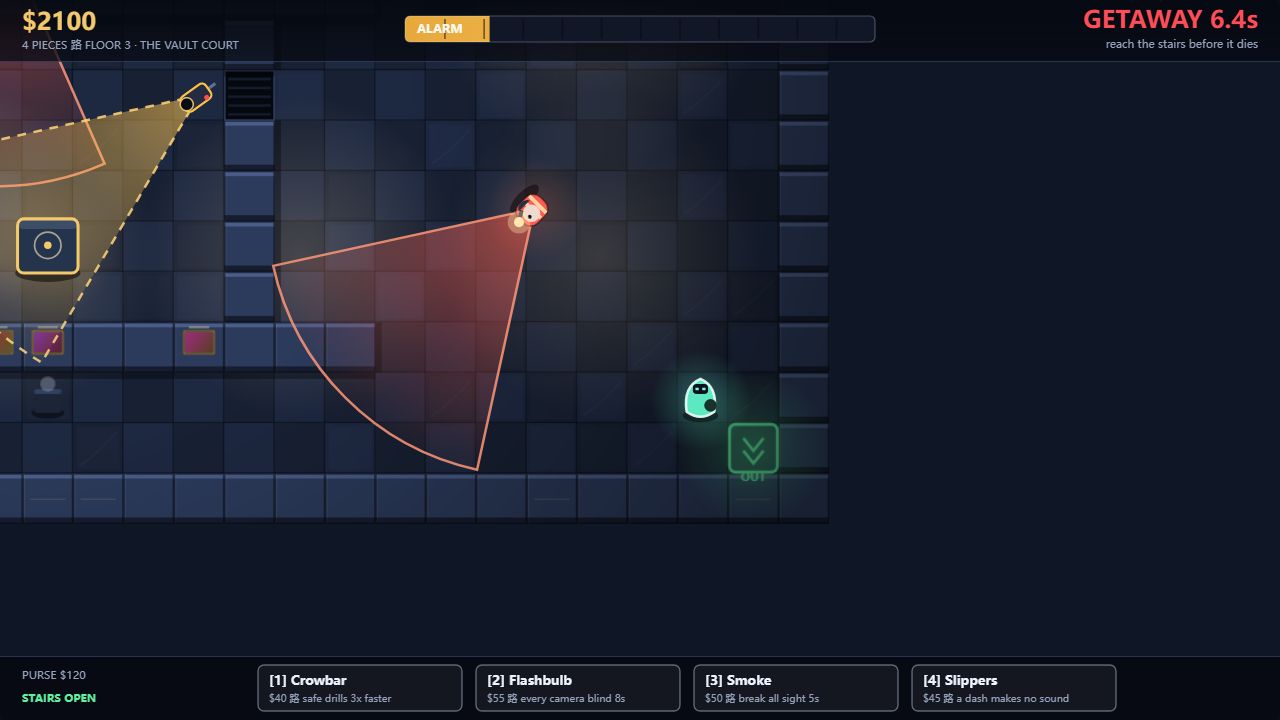 $2100
4 PIECES 路 FLOOR 3 · THE VAULT COURT
ALARM
GETAWAY 6.4s
reach the stairs before it dies
OUT
PURSE $120
STAIRS OPEN
[1] Crowbar
$40 路 safe drills 3x faster
[2] Flashbulb
$55 路 every camera blind 8s
[3] Smoke
$50 路 break all sight 5s
[4] Slippers
$45 路 a dash makes no sound